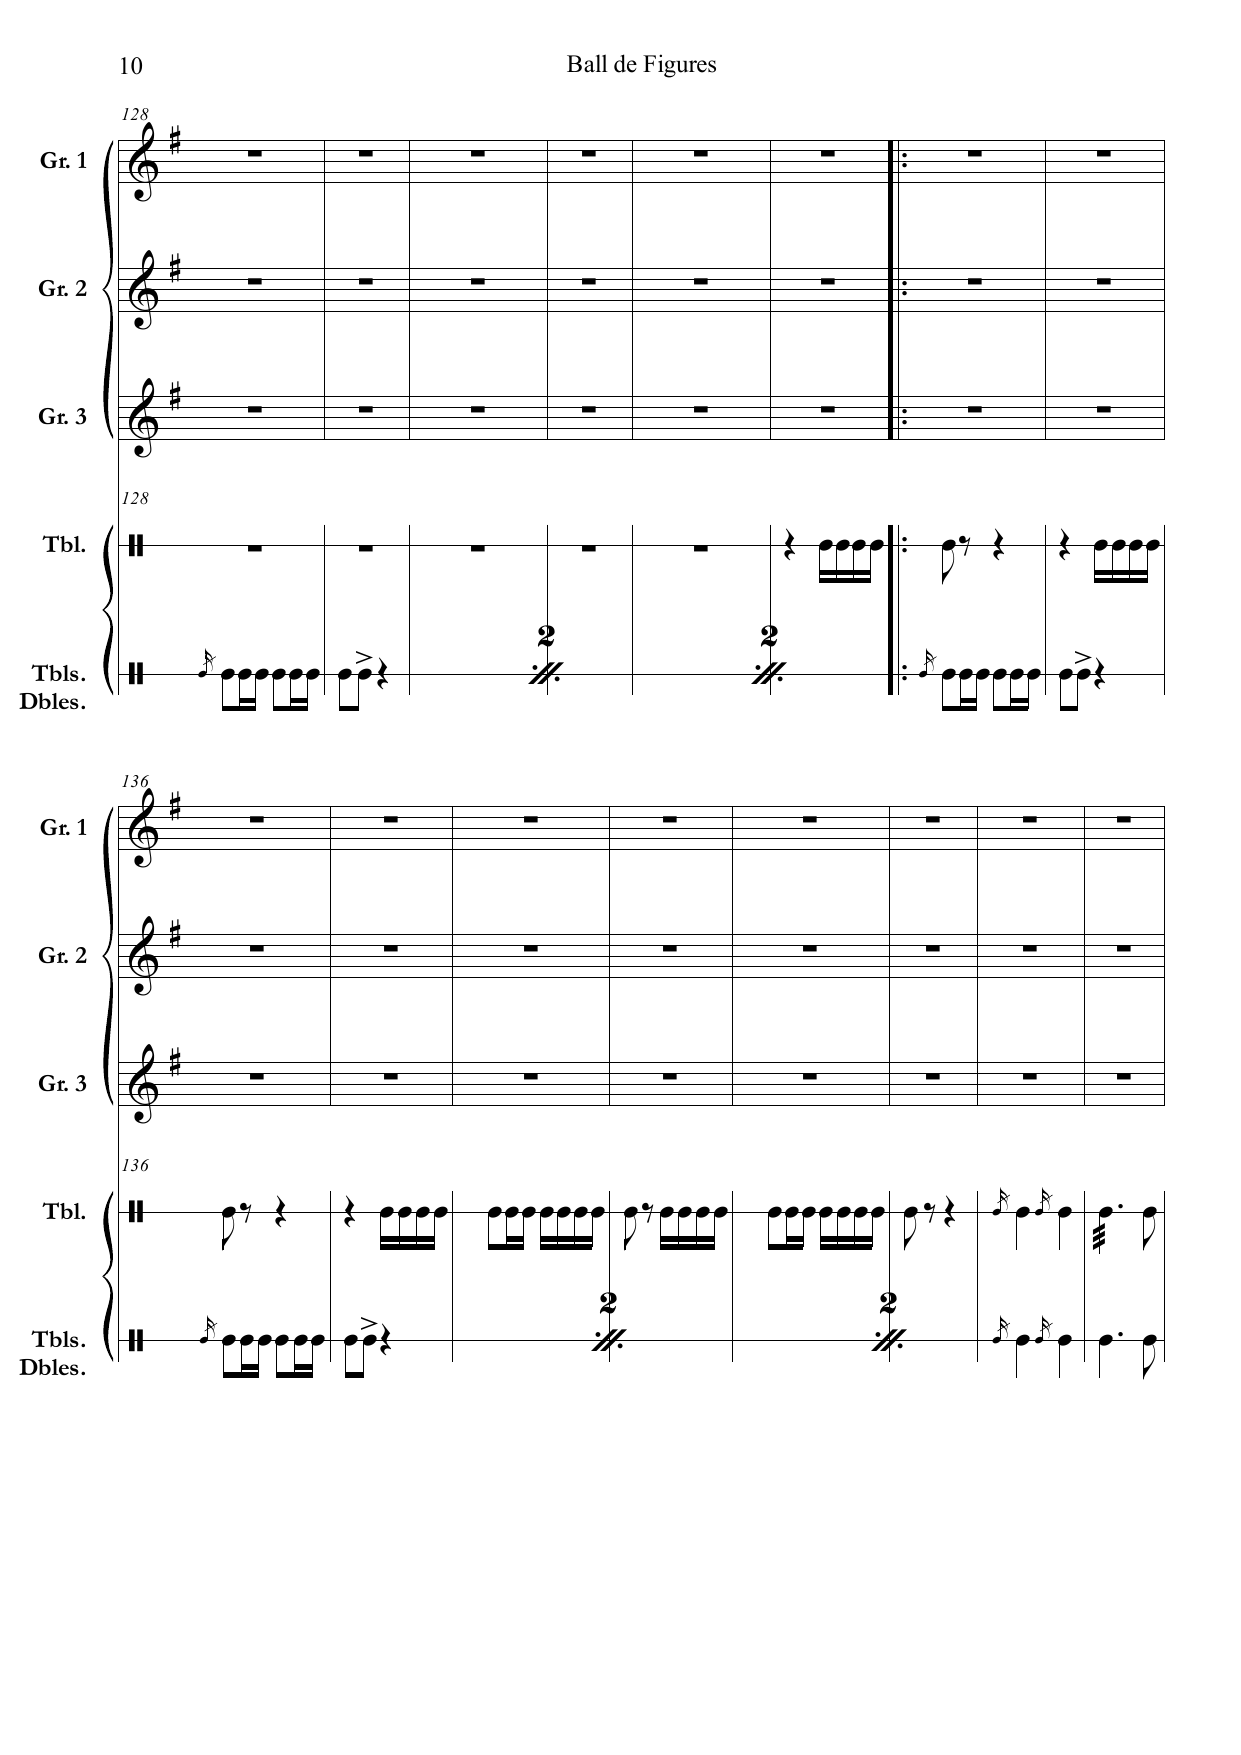 10 Ball de Figures
128
Gr. 1
Gr. 2
Gr. 3
128
Tbl.
2 2
Tbls.
Dbles.
136
Gr. 1
Gr. 2
Gr. 3
136
Tbl.
2 2
Tbls.
Dbles.